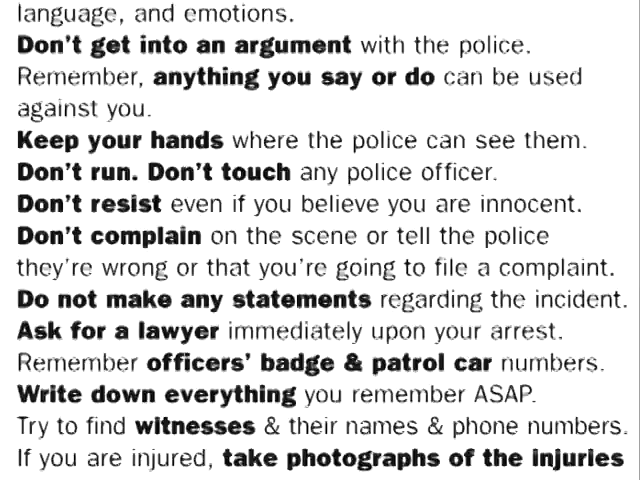 language, and emotions.
Don't get into an argument with the police.
Remember, anything you say or do can be used
against you.
Keep your hands where the police can see them.
Don't run. Don't touch any police officer.
Don't resist even if you believe you are innocent.
Don't complain on the scene or tell the police
they're wrong or that you're going to file a complaint.
Do not make any statements regarding the incident.
Ask for a lawyer immediately upon your arrest.
Remember officers' badge & patrol car numbers.
Write down everything you remember ASAP.
Try to find witnesses & their names & phone numbers.
If you are injured, take photographs of the injuries